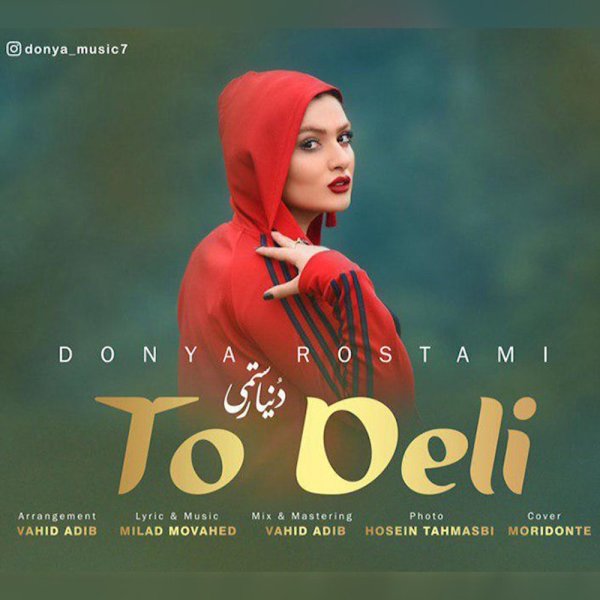 donya_music7
DONYA ROSTAMI
دُنیا رستمی
To Deli
Arrangement Lyric & Music Mix & Mastering Photo Cover
VAHID ADIB MILAD MOVAHED VAHID ADIB HOSEIN TAHMASBI MORIDONTE